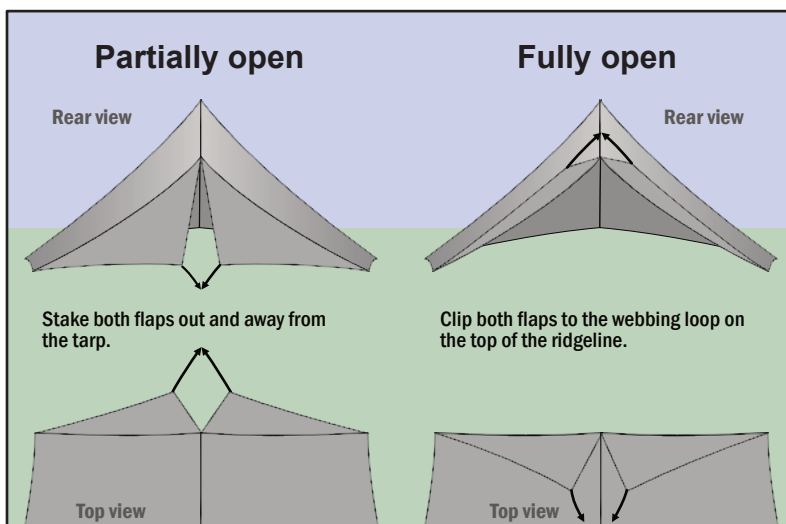 Partially open
Fully open
Rear view
Rear view
Stake both flaps out and away from
the tarp.
Clip both flaps to the webbing loop on
the top of the ridgeline.
Top view
Top view